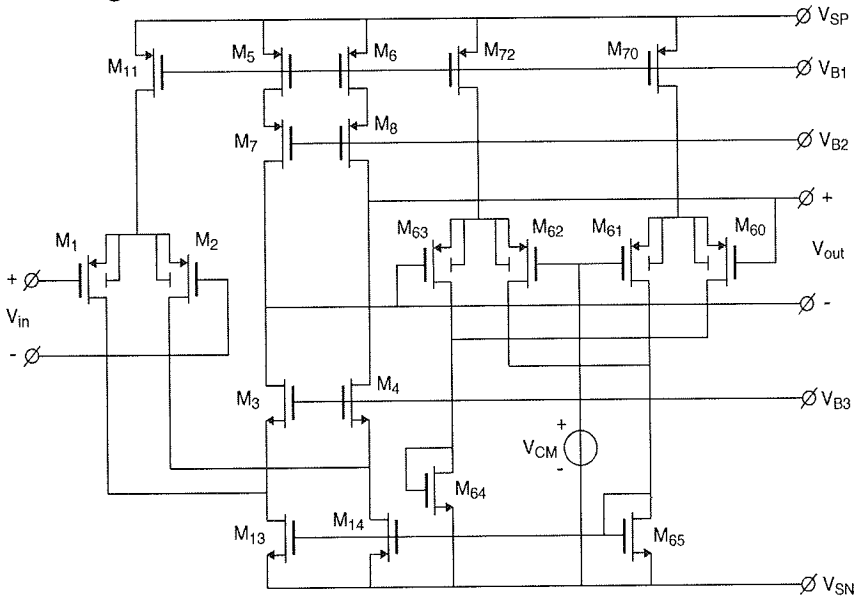 V_SP
M_11
M_5
M_6
M_72
M_70
V_B1
M_7
M_8
V_B2
+
M_1
M_2
M_63
M_62
M_61
M_60
V_out
+
V_in
-
-
M_3
M_4
V_B3
+
V_CM
-
M_64
M_13
M_14
M_65
V_SN